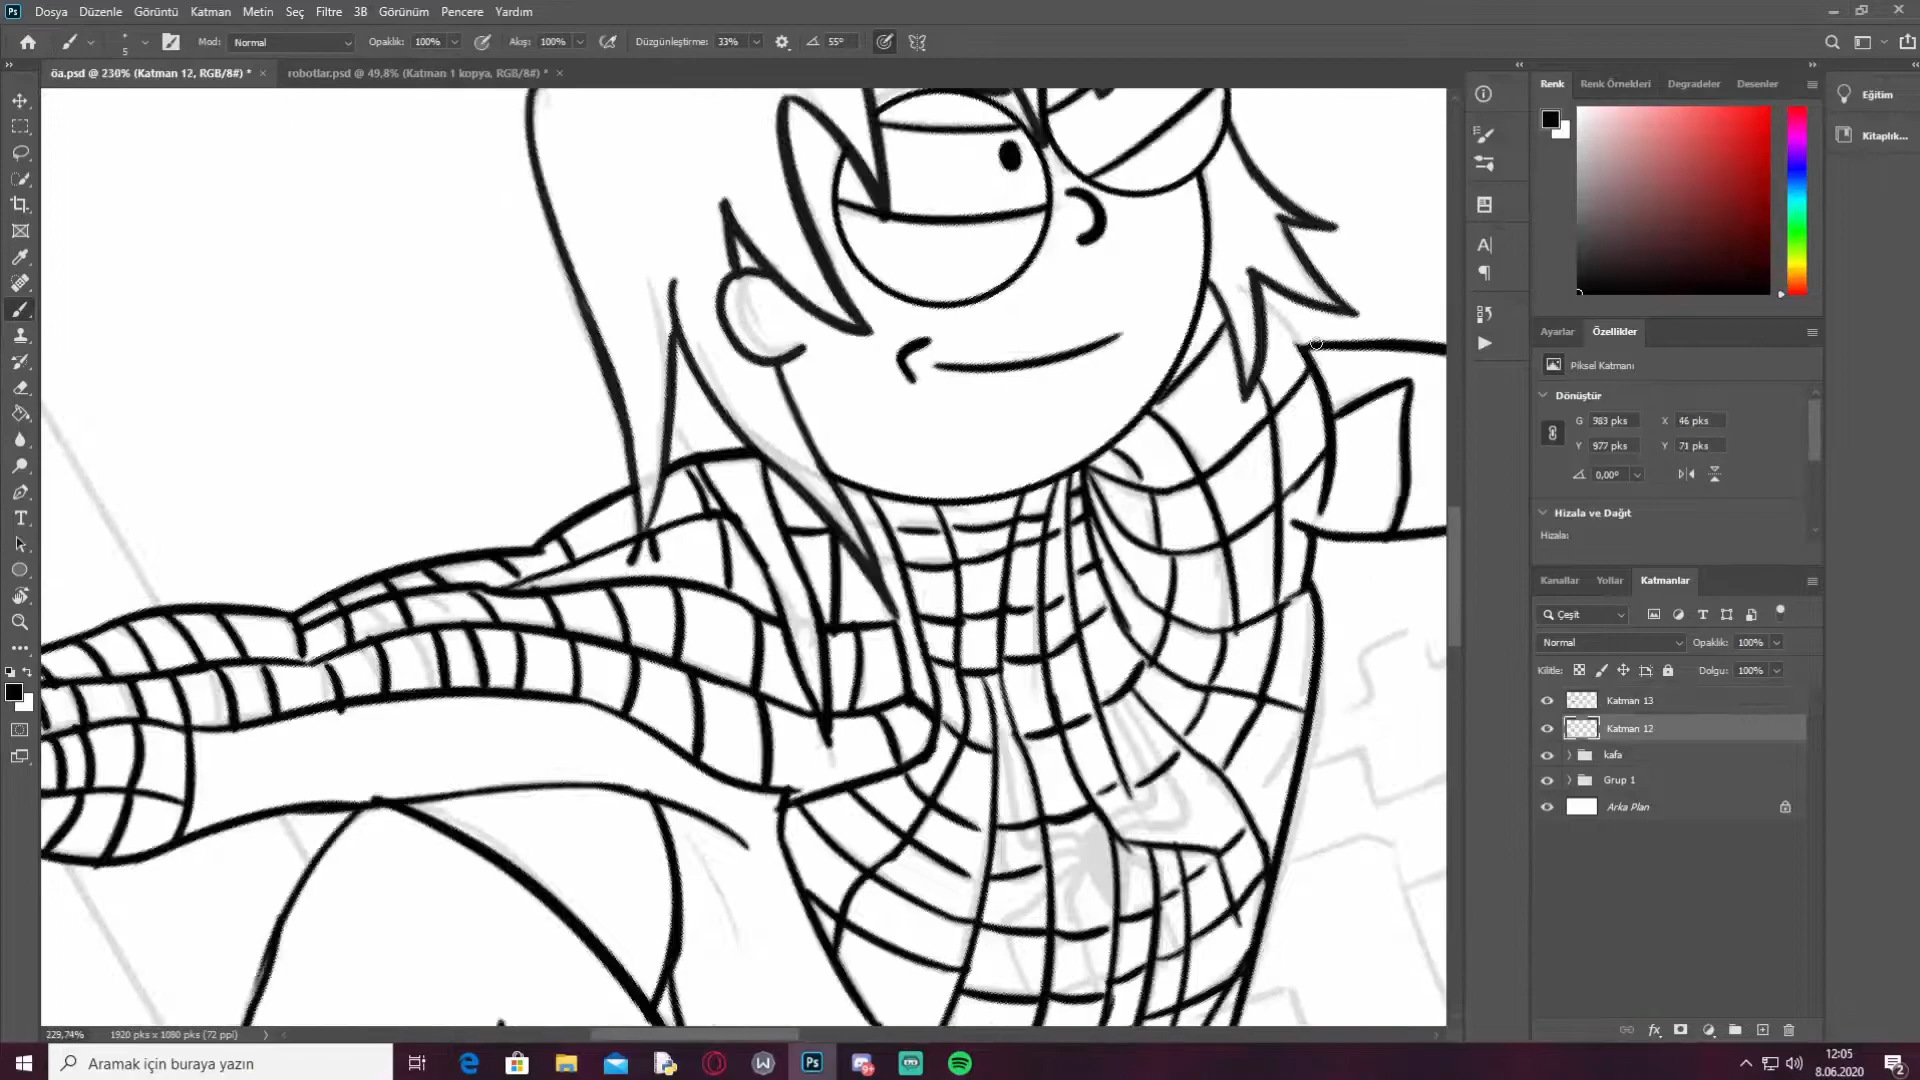 Ps Dosya Düzenle Görüntü Katman Metin Seç Filtre 3B Görünüm Pencere Yardım
5 Mod: Normal Opaklık: 100% Akış: 100% Düzgünleştirme: 33% 55°
öa.psd @ 230% (Katman 12, RGB/8#) * × robotlar.psd @ 49,8% (Katman 1 kopya, RGB/8#) * ×
Renk Renk Örnekleri Degradeler Desenler
Eğitim
Kitaplık...
Ayarlar Özellikler
Piksel Katmanı
Dönüştür
G 983 pks X 46 pks
Y 977 pks Y 71 pks
0,00°
Hizala ve Dağıt
Hizala:
Kanallar Yollar Katmanlar
Çeşit
Normal Opaklık: 100%
Kilitle: Dolgu: 100%
Katman 13
Katman 12
kafa
Grup 1
Arka Plan
229,74% 1920 pks x 1080 pks (72 ppi)
Aramak için buraya yazın
Ps
9+
12:05
8.06.2020
2